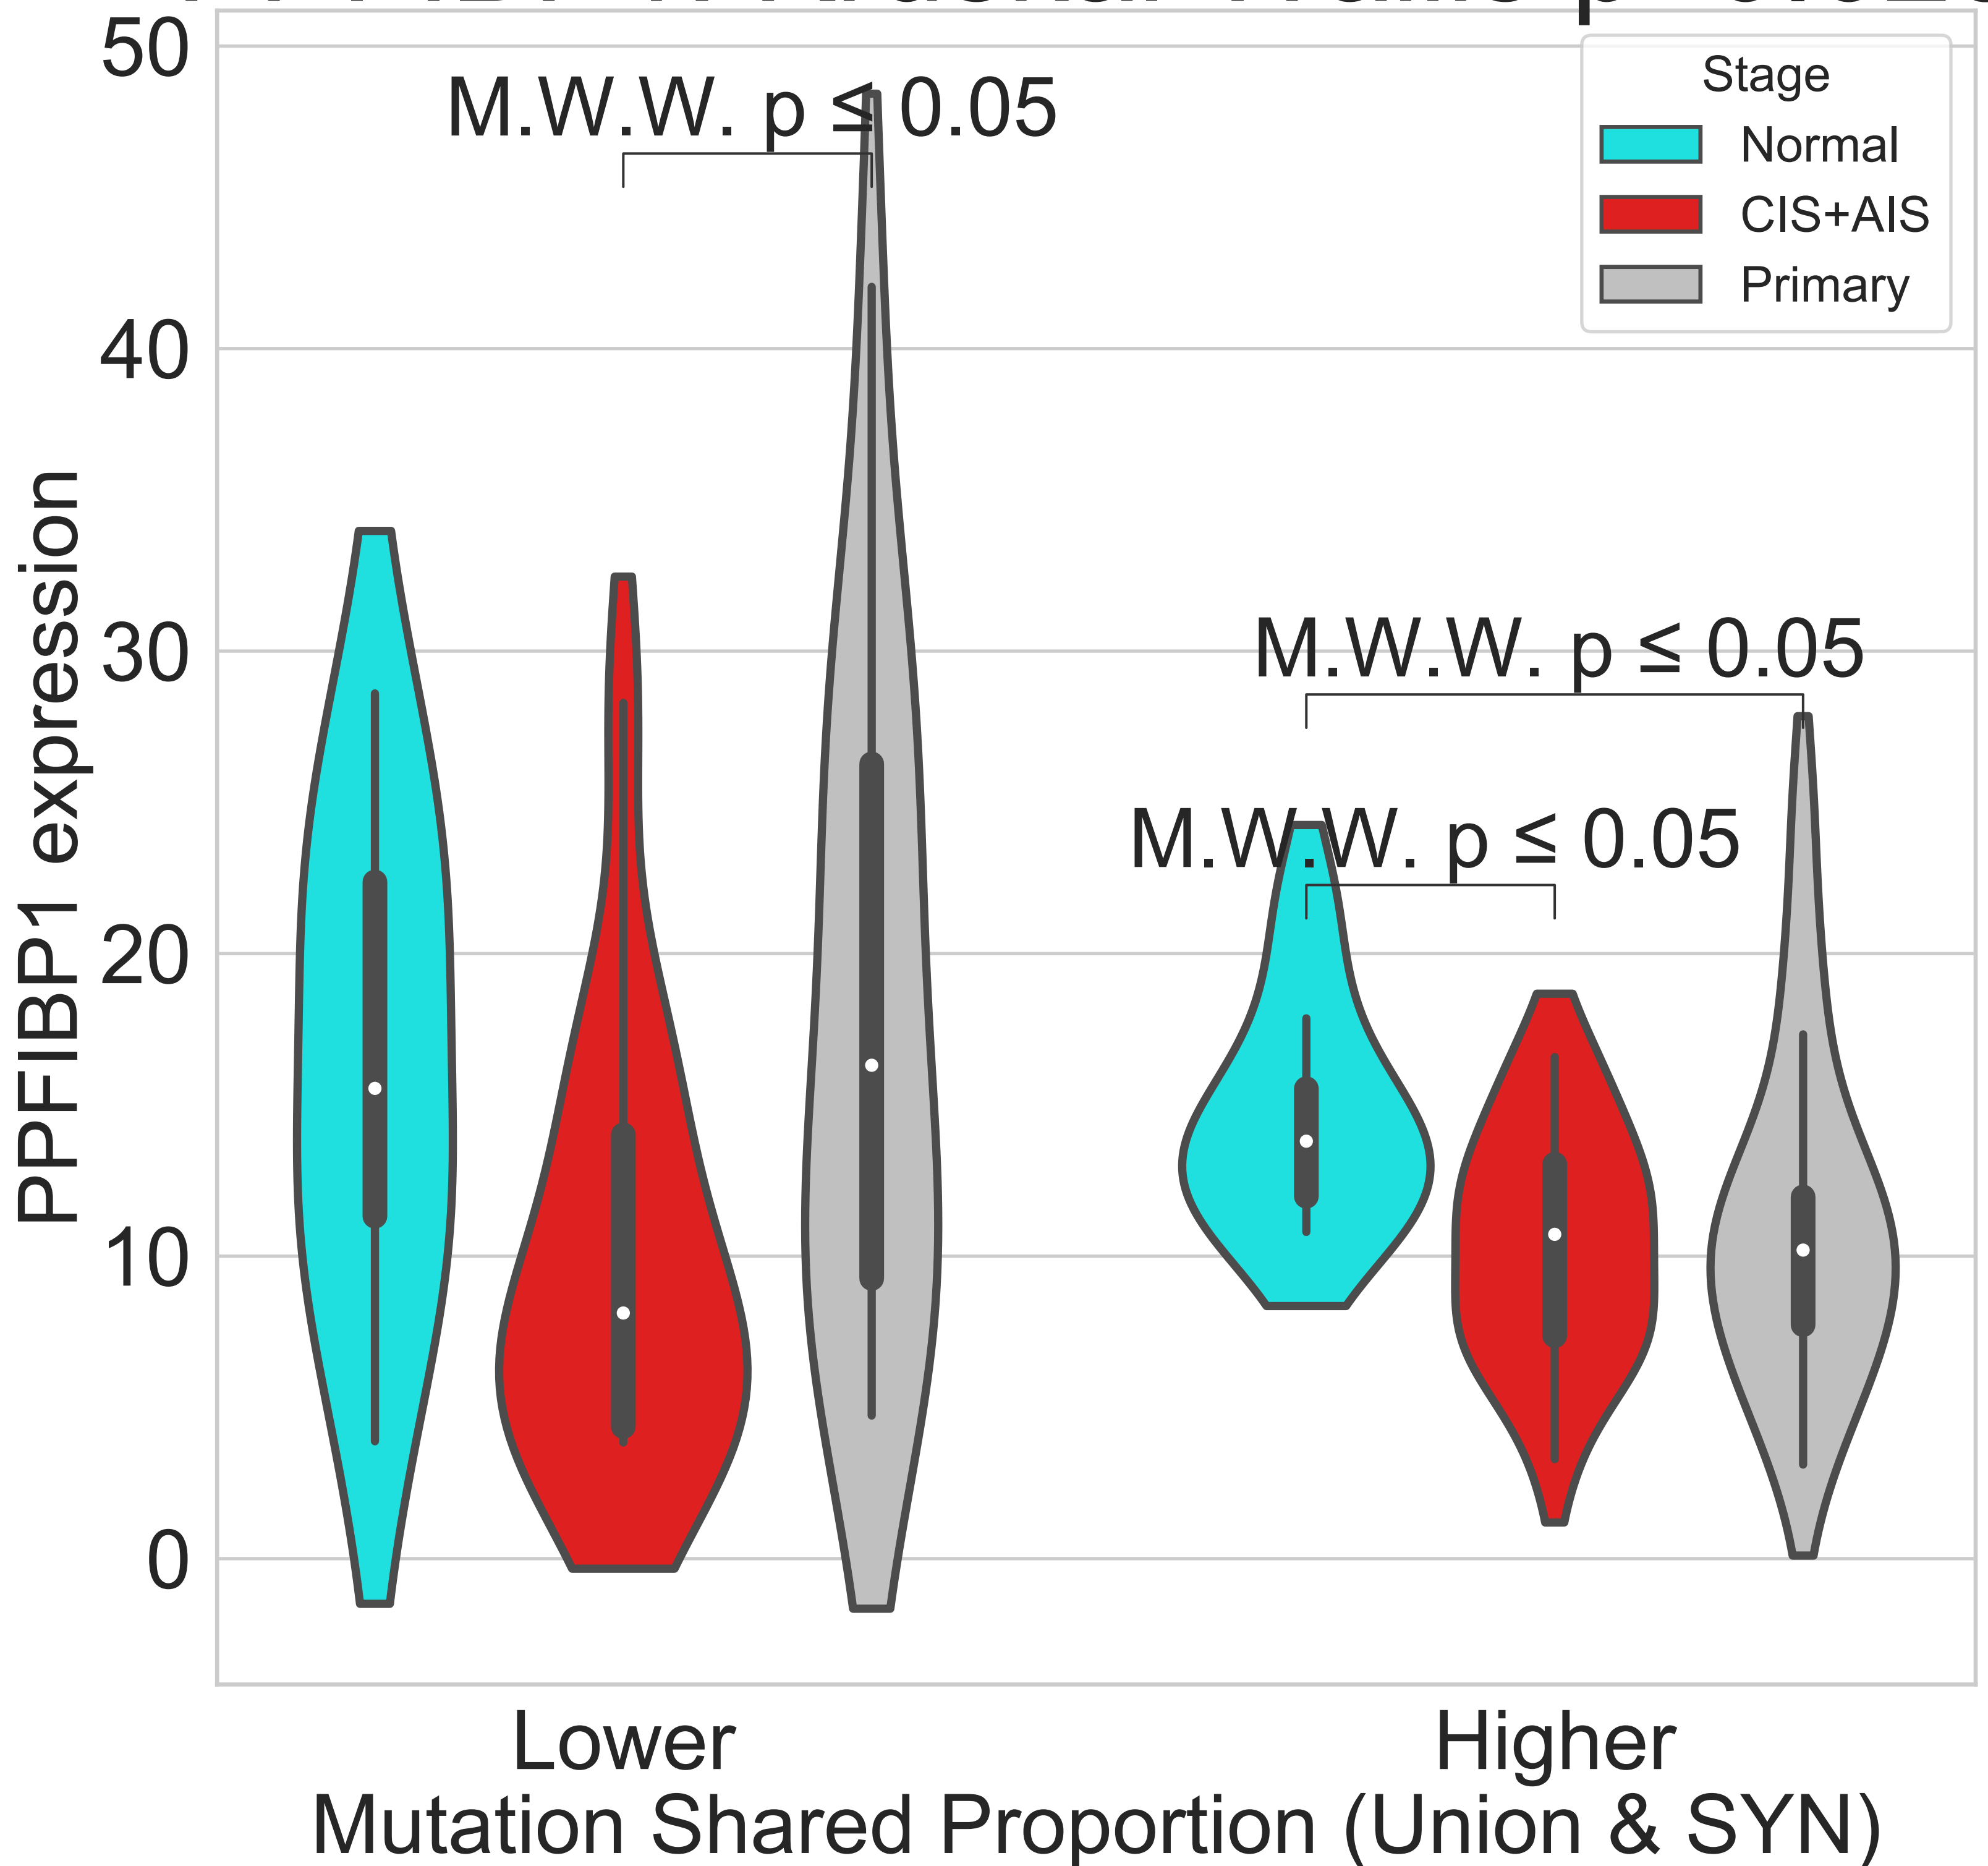 50
M.W.W. p ≤ 0.05
Stage
Normal
CIS+AIS
Primary
40
30
20
10
0
PPFIBP1 expression
M.W.W. p ≤ 0.05
M.W.W. p ≤ 0.05
Lower
Higher
Mutation Shared Proportion (Union & SYN)